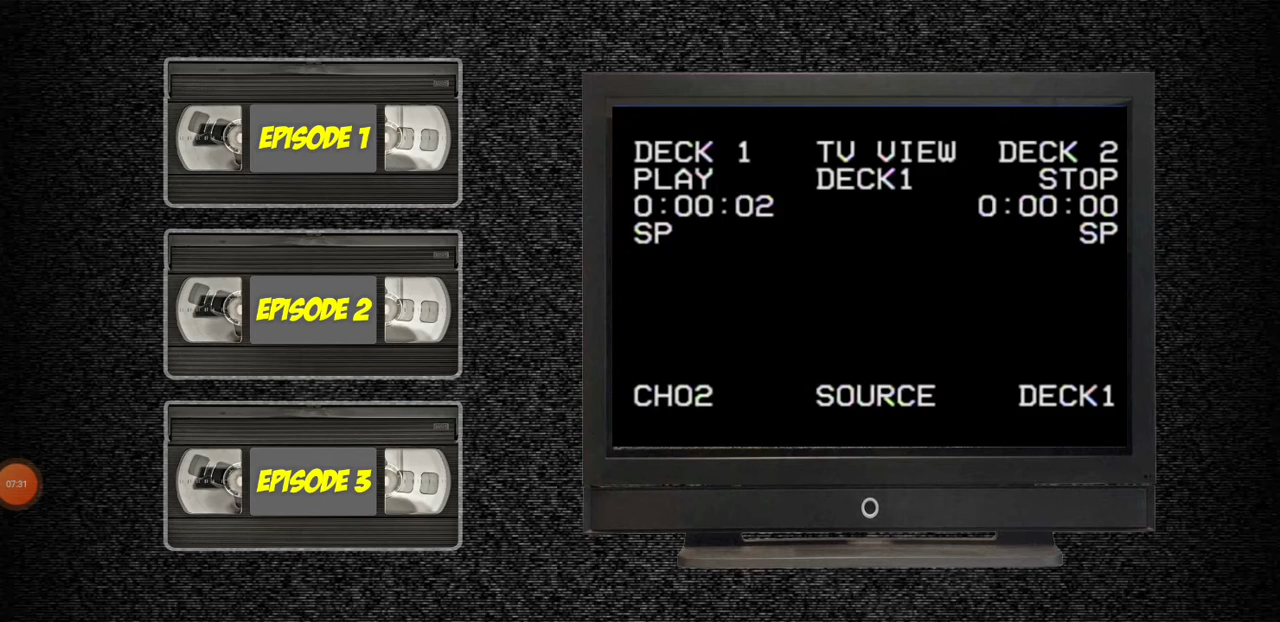 EPISODE 1
EPISODE 2
EPISODE 3
DECK 1 TV VIEW DECK 2
PLAY DECK1 STOP
0:00:02 0:00:00
SP SP
CH02 SOURCE DECK1
07:31